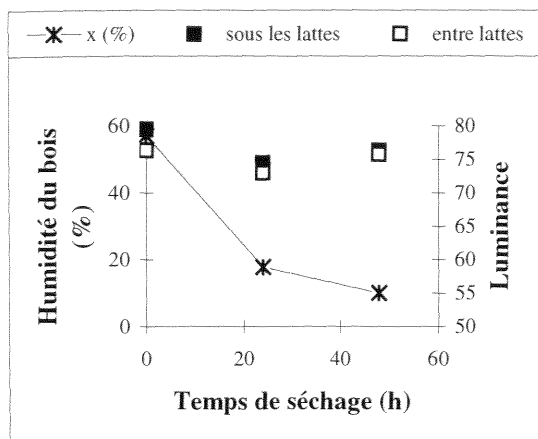 x (%) sous les lattes entre lattes
Humidité du bois
(%)
60
40
20
0
80
75
70
65
60
55
50
Luminance
0 20 40 60
Temps de séchage (h)